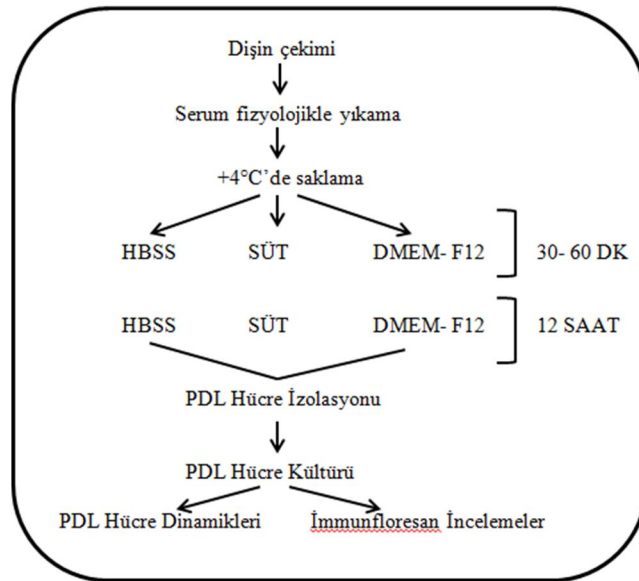 Dişin çekimi
Serum fizyolojikle yıkama
+4°C'de saklama
HBSS SÜT DMEM- F12 30- 60 DK
HBSS SÜT DMEM- F12 12 SAAT
PDL Hücre İzolasyonu
PDL Hücre Kültürü
PDL Hücre Dinamikleri İmmunfloresan İncelemeler